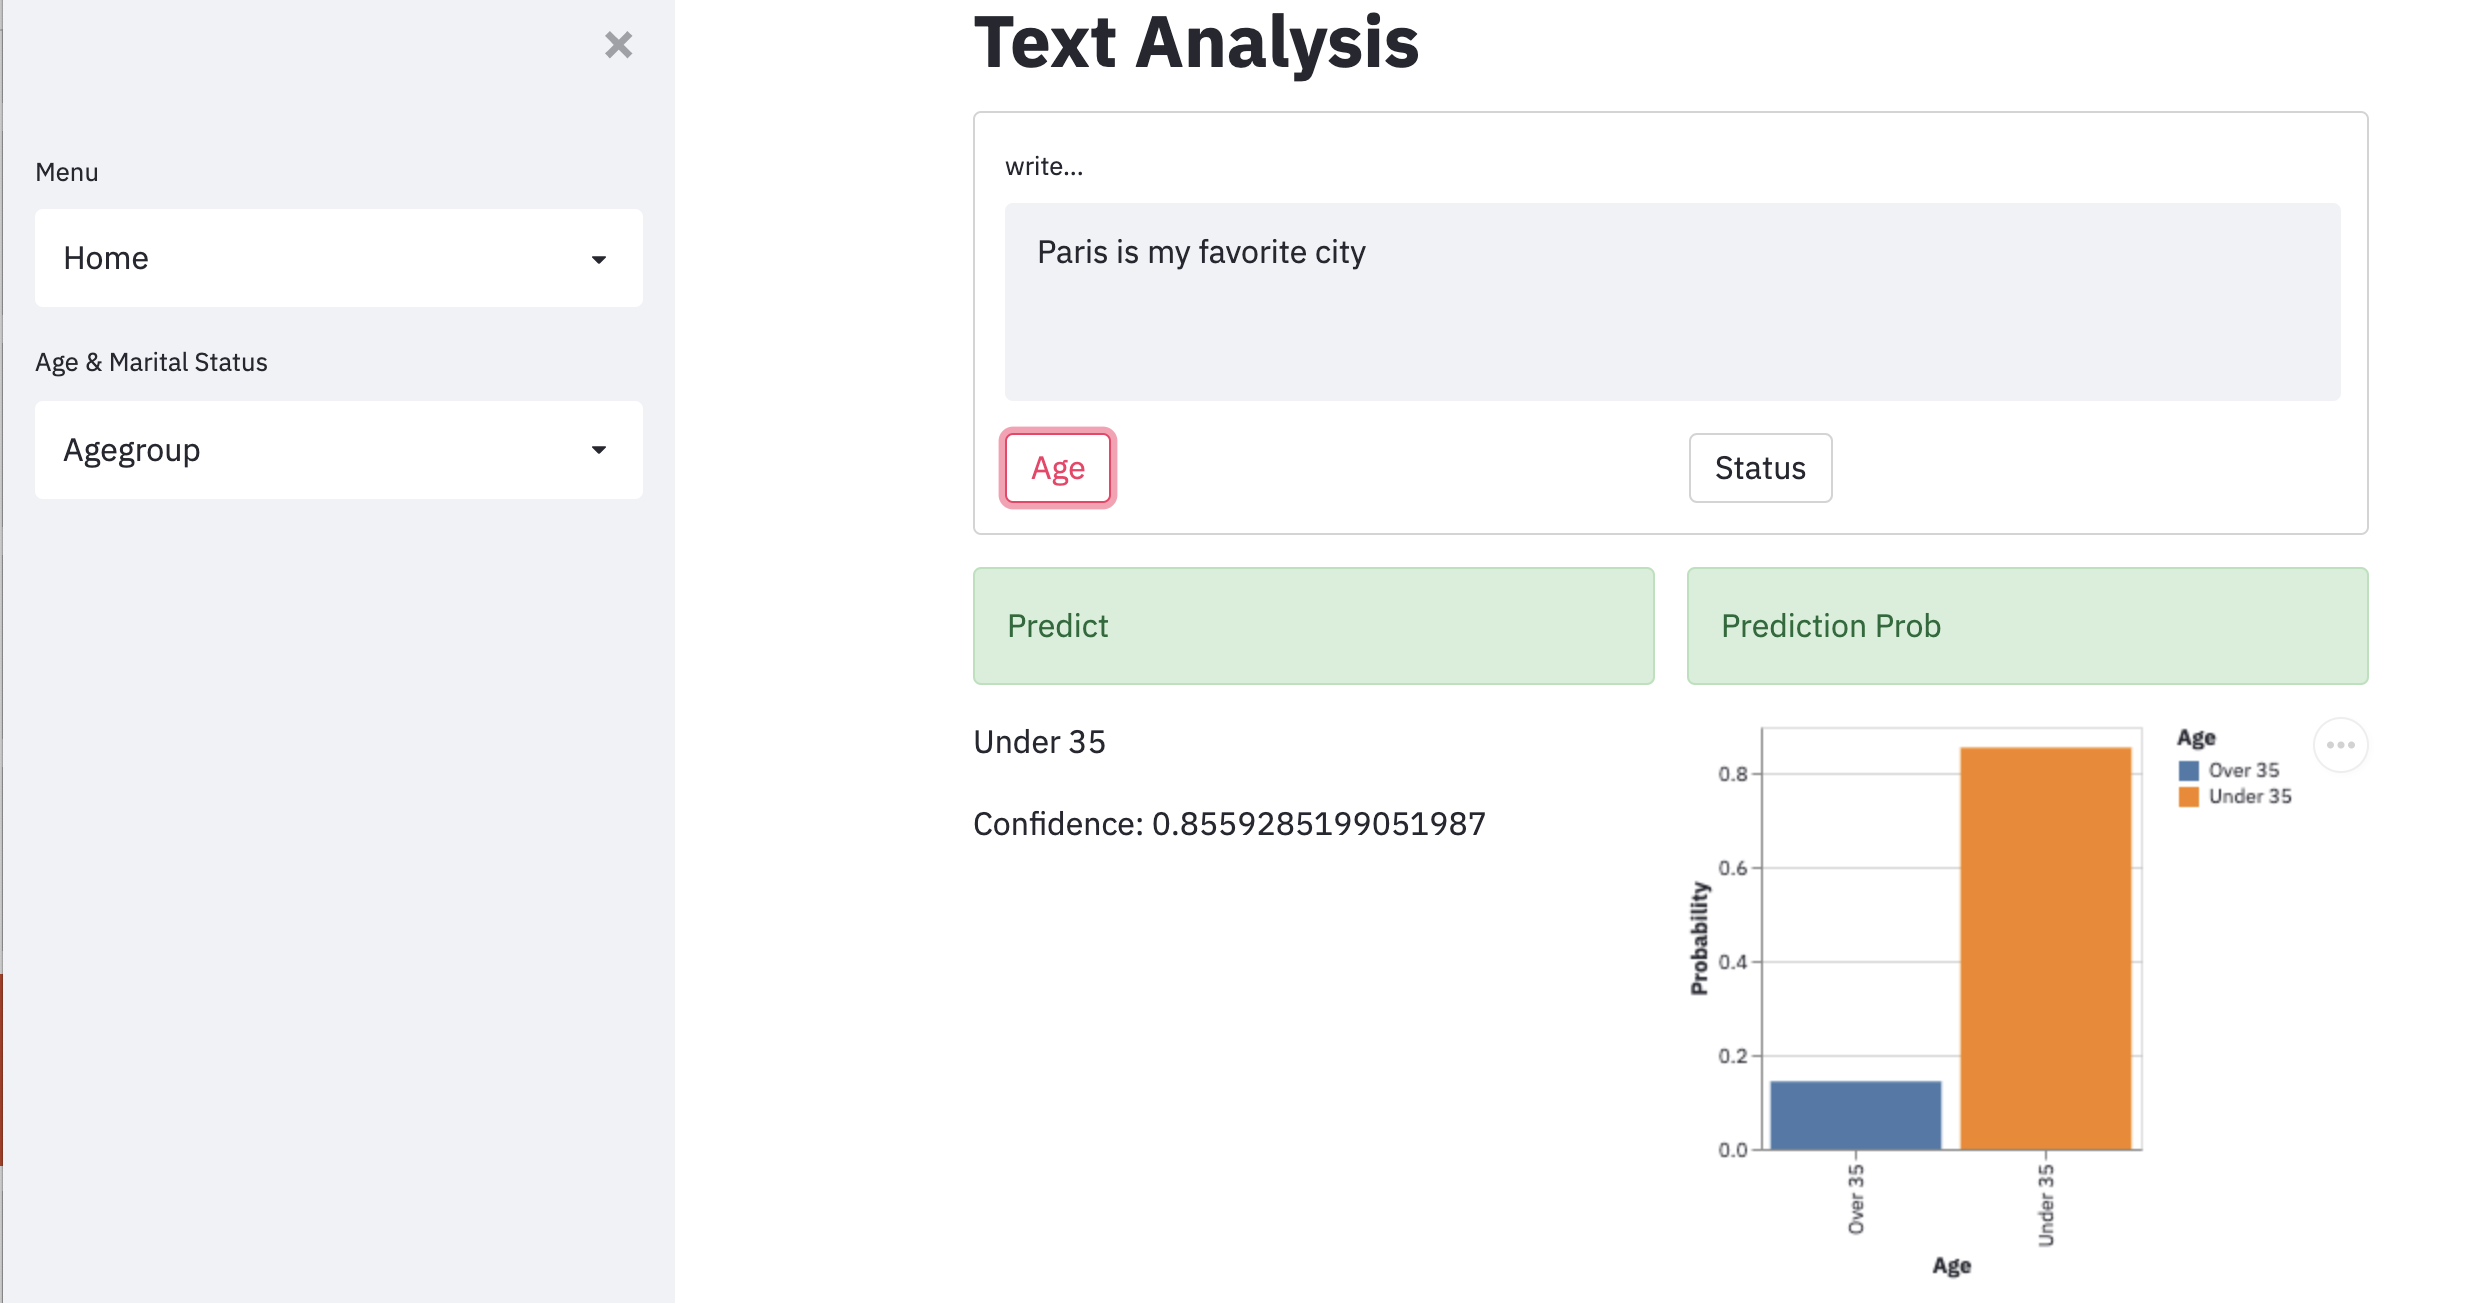 Menu
Home
Age & Marital Status
Agegroup
Text Analysis
write...
Paris is my favorite city
Age
Status
Predict
Prediction Prob
Under 35
Confidence: 0.8559285199051987
Age
Over 35
Under 35
0.8
0.6
0.4
0.2
0.0
Probability
Over 35
Under 35
Age